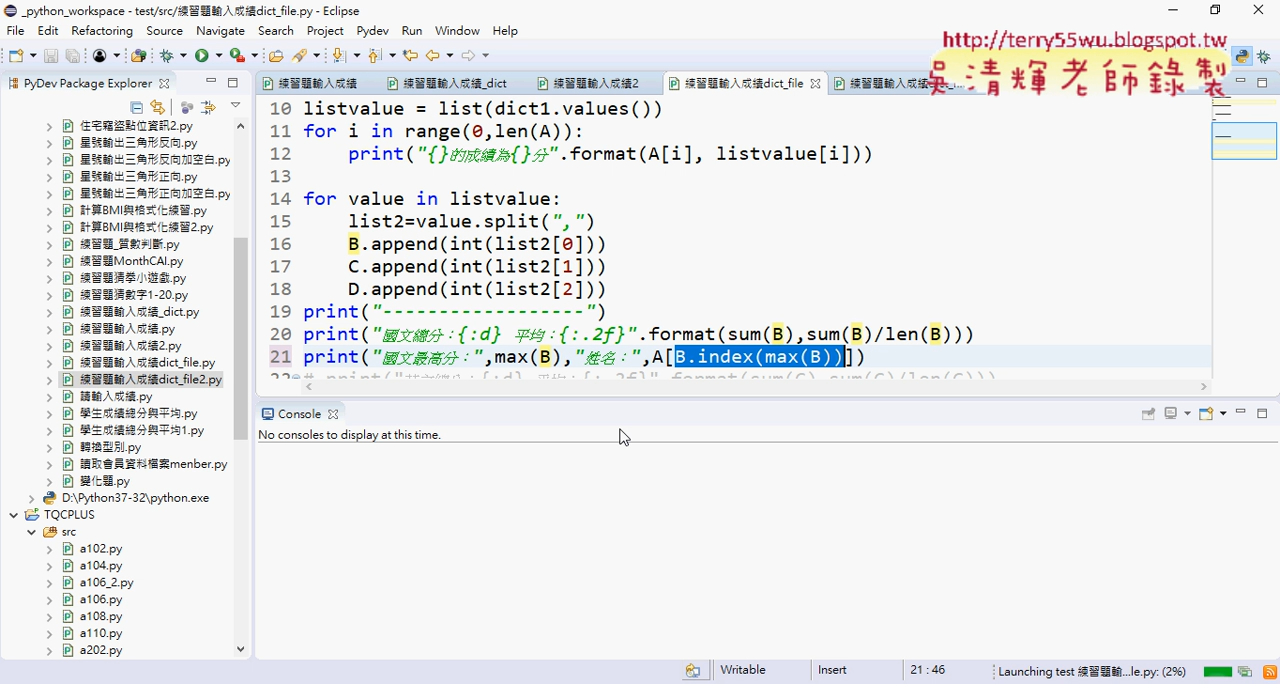 _python_workspace - test/src/練習題輸入成績dict_file.py - Eclipse
File Edit Refactoring Source Navigate Search Project Pydev Run Window Help
http://terry55wu.blogspot.tw
吳清輝老師錄製
PyDev Package Explorer
練習題輸入成績 練習題輸入成績_dict 練習題輸入成績2 練習題輸入成績dict_file
住宅竊盜點位資訊2.py
星號輸出三角形反向.py
星號輸出三角形反向加空白.py
星號輸出三角形正向.py
星號輸出三角形正向加空白.py
計算BMI與格式化練習.py
計算BMI與格式化練習2.py
練習題_質數判斷.py
練習題MonthCAl.py
練習題猜拳小遊戲.py
練習題猜數字1-20.py
練習題輸入成績_dict.py
練習題輸入成績.py
練習題輸入成績2.py
練習題輸入成績dict_file.py
練習題輸入成績dict_file2.py
請輸入成績.py
學生成績總分與平均.py
學生成績總分與平均1.py
轉換型別.py
讀取會員資料檔案menber.py
變化題.py
D:\Python37-32\python.exe
TQCPLUS
src
a102.py
a104.py
a106_2.py
a106.py
a108.py
a110.py
a202.py
10 listvalue = list(dict1.values())
11 for i in range(0,len(A)):
12 print("{}的成績為{}分".format(A[i], listvalue[i]))
13
14 for value in listvalue:
15 list2=value.split(",")
16 B.append(int(list2[0]))
17 C.append(int(list2[1]))
18 D.append(int(list2[2]))
19 print("------------------")
20 print("國文總分：{:d} 平均：{:.2f}".format(sum(B),sum(B)/len(B)))
21 print("國文最高分：",max(B),"姓名：",A[B.index(max(B))])
Console
No consoles to display at this time.
Writable Insert 21 : 46 Launching test 練習題輸...le.py: (2%)